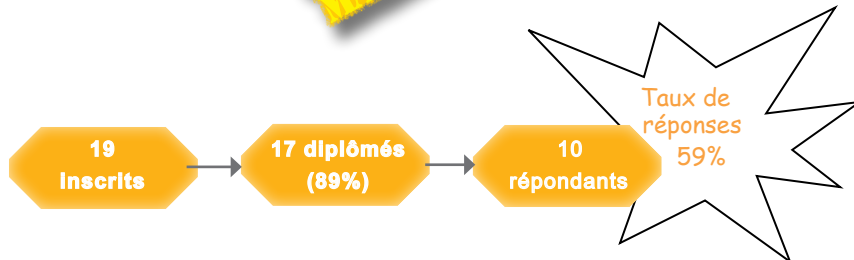 19
inscrits
17 diplômés
(89%)
10
répondants
Taux de
réponses
59%